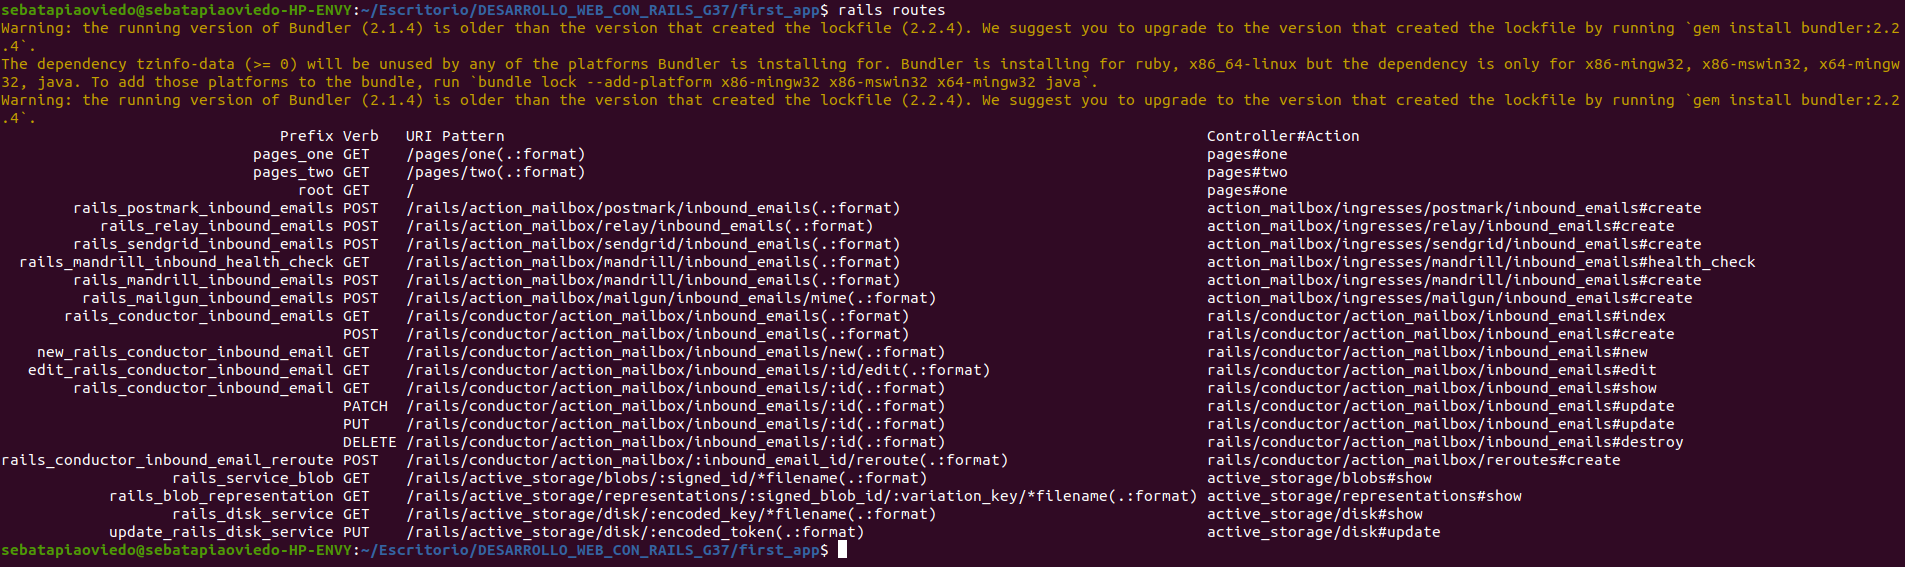 sebatapiaoviedo@sebatapiaoviedo-HP-ENVY:~/Escritorio/DESARROLLO_WEB_CON_RAILS_G37/first_app$ rails routes
Warning: the running version of Bundler (2.1.4) is older than the version that created the lockfile (2.2.4). We suggest you to upgrade to the version that created the lockfile by running `gem install bundler:2.2
.4`.
The dependency tzinfo-data (>= 0) will be unused by any of the platforms Bundler is installing for. Bundler is installing for ruby, x86_64-linux but the dependency is only for x86-mingw32, x86-mswin32, x64-mingw
32, java. To add those platforms to the bundle, run `bundle lock --add-platform x86-mingw32 x86-mswin32 x64-mingw32 java`.
Warning: the running version of Bundler (2.1.4) is older than the version that created the lockfile (2.2.4). We suggest you to upgrade to the version that created the lockfile by running `gem install bundler:2.2
.4`.
Prefix Verb URI Pattern Controller#Action
pages_one GET /pages/one(.:format) pages#one
pages_two GET /pages/two(.:format) pages#two
root GET / pages#one
rails_postmark_inbound_emails POST /rails/action_mailbox/postmark/inbound_emails(.:format) action_mailbox/ingresses/postmark/inbound_emails#create
rails_relay_inbound_emails POST /rails/action_mailbox/relay/inbound_emails(.:format) action_mailbox/ingresses/relay/inbound_emails#create
rails_sendgrid_inbound_emails POST /rails/action_mailbox/sendgrid/inbound_emails(.:format) action_mailbox/ingresses/sendgrid/inbound_emails#create
rails_mandrill_inbound_health_check GET /rails/action_mailbox/mandrill/inbound_emails(.:format) action_mailbox/ingresses/mandrill/inbound_emails#health_check
rails_mandrill_inbound_emails POST /rails/action_mailbox/mandrill/inbound_emails(.:format) action_mailbox/ingresses/mandrill/inbound_emails#create
rails_mailgun_inbound_emails POST /rails/action_mailbox/mailgun/inbound_emails/mime(.:format) action_mailbox/ingresses/mailgun/inbound_emails#create
rails_conductor_inbound_emails GET /rails/conductor/action_mailbox/inbound_emails(.:format) rails/conductor/action_mailbox/inbound_emails#index
POST /rails/conductor/action_mailbox/inbound_emails(.:format) rails/conductor/action_mailbox/inbound_emails#create
new_rails_conductor_inbound_email GET /rails/conductor/action_mailbox/inbound_emails/new(.:format) rails/conductor/action_mailbox/inbound_emails#new
edit_rails_conductor_inbound_email GET /rails/conductor/action_mailbox/inbound_emails/:id/edit(.:format) rails/conductor/action_mailbox/inbound_emails#edit
rails_conductor_inbound_email GET /rails/conductor/action_mailbox/inbound_emails/:id(.:format) rails/conductor/action_mailbox/inbound_emails#show
PATCH /rails/conductor/action_mailbox/inbound_emails/:id(.:format) rails/conductor/action_mailbox/inbound_emails#update
PUT /rails/conductor/action_mailbox/inbound_emails/:id(.:format) rails/conductor/action_mailbox/inbound_emails#update
DELETE /rails/conductor/action_mailbox/inbound_emails/:id(.:format) rails/conductor/action_mailbox/inbound_emails#destroy
rails_conductor_inbound_email_reroute POST /rails/conductor/action_mailbox/:inbound_email_id/reroute(.:format) rails/conductor/action_mailbox/reroutes#create
rails_service_blob GET /rails/active_storage/blobs/:signed_id/*filename(.:format) active_storage/blobs#show
rails_blob_representation GET /rails/active_storage/representations/:signed_blob_id/:variation_key/*filename(.:format) active_storage/representations#show
rails_disk_service GET /rails/active_storage/disk/:encoded_key/*filename(.:format) active_storage/disk#show
update_rails_disk_service PUT /rails/active_storage/disk/:encoded_token(.:format) active_storage/disk#update
sebatapiaoviedo@sebatapiaoviedo-HP-ENVY:~/Escritorio/DESARROLLO_WEB_CON_RAILS_G37/first_app$